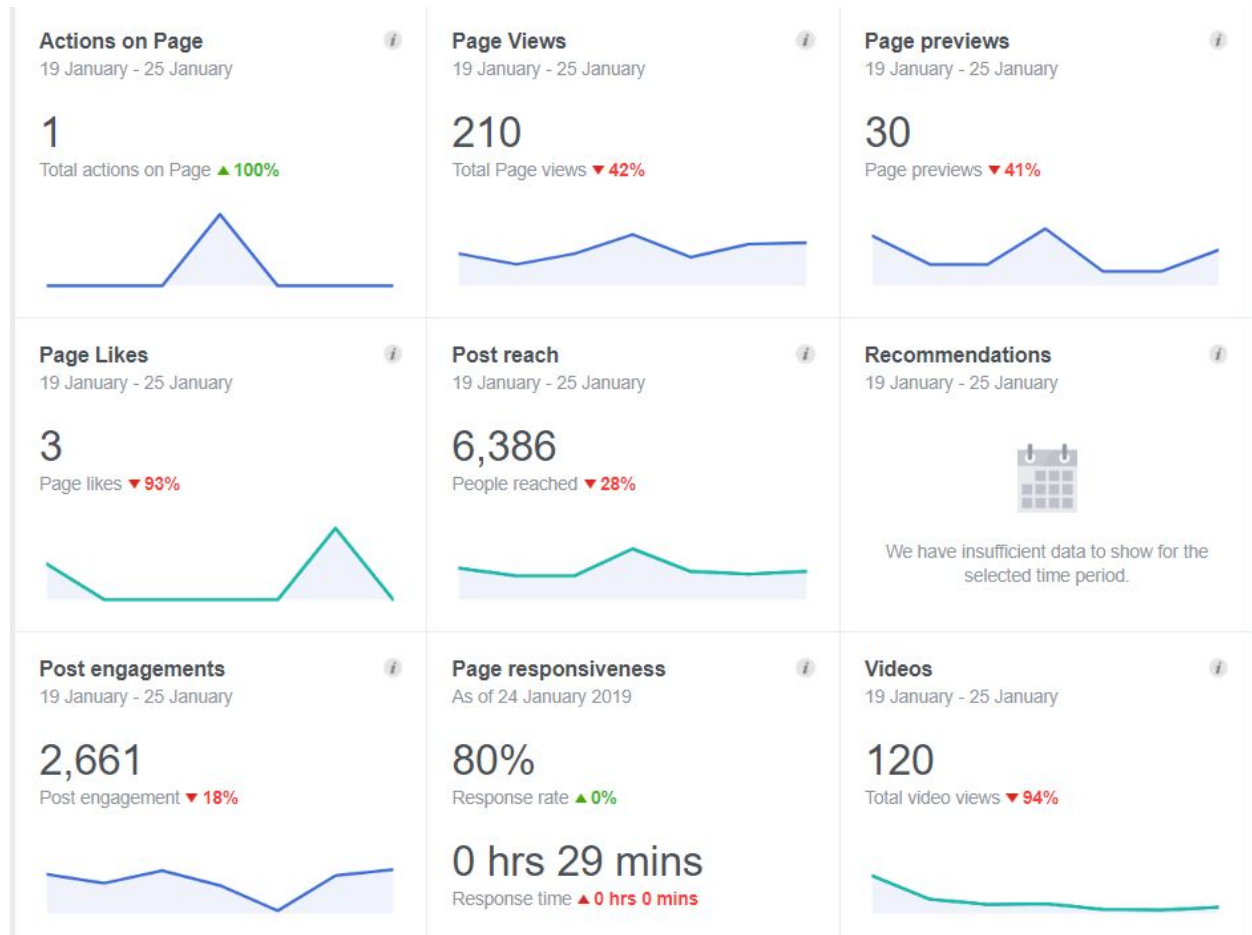 Actions on Page
19 January - 25 January
1
Total actions on Page ▲ 100%
Page Views
19 January - 25 January
210
Total Page views ▼ 42%
Page previews
19 January - 25 January
30
Page previews ▼ 41%
Page Likes
19 January - 25 January
3
Page likes ▼ 93%
Post reach
19 January - 25 January
6,386
People reached ▼ 28%
Recommendations
19 January - 25 January
We have insufficient data to show for the
selected time period.
Post engagements
19 January - 25 January
2,661
Post engagement ▼ 18%
Page responsiveness
As of 24 January 2019
80%
Response rate ▲ 0%
0 hrs 29 mins
Response time ▲ 0 hrs 0 mins
Videos
19 January - 25 January
120
Total video views ▼ 94%